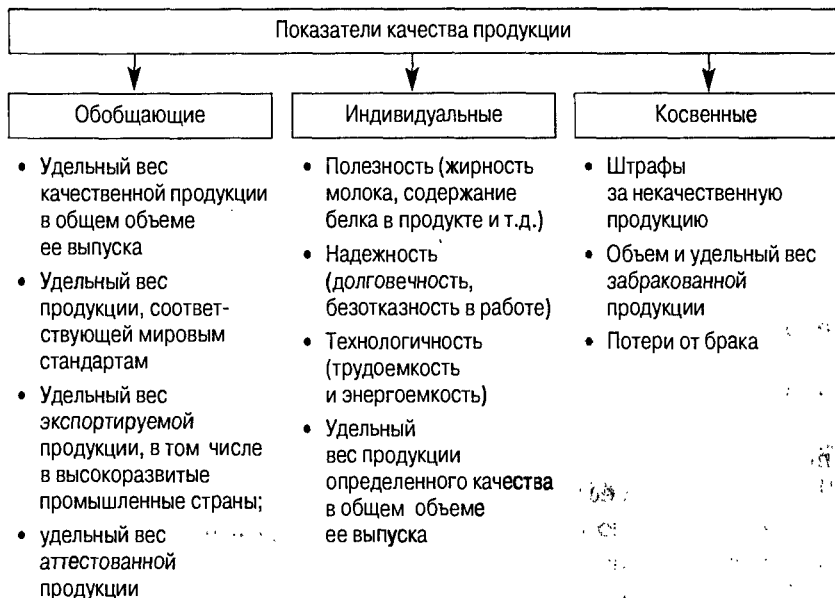 Показатели качества продукции
Обобщающие
• Удельный вес
качественной продукции
в общем объеме
ее выпуска
• Удельный вес
продукции, соответ-
ствующей мировым
стандартам
• Удельный вес
экспортируемой
продукции, в том числе
в высокоразвитые
промышленные страны;
• удельный вес
аттестованной
продукции
Индивидуальные
• Полезность (жирность
молока, содержание
белка в продукте и т.д.)
• Надежность
(долговечность,
безотказность в работе)
• Технологичность
(трудоемкость
и энергоемкость)
• Удельный
вес продукции
определенного качества
в общем объеме
ее выпуска
Косвенные
• Штрафы
за некачественную
продукцию
• Объем и удельный вес
забракованной
продукции
• Потери от брака